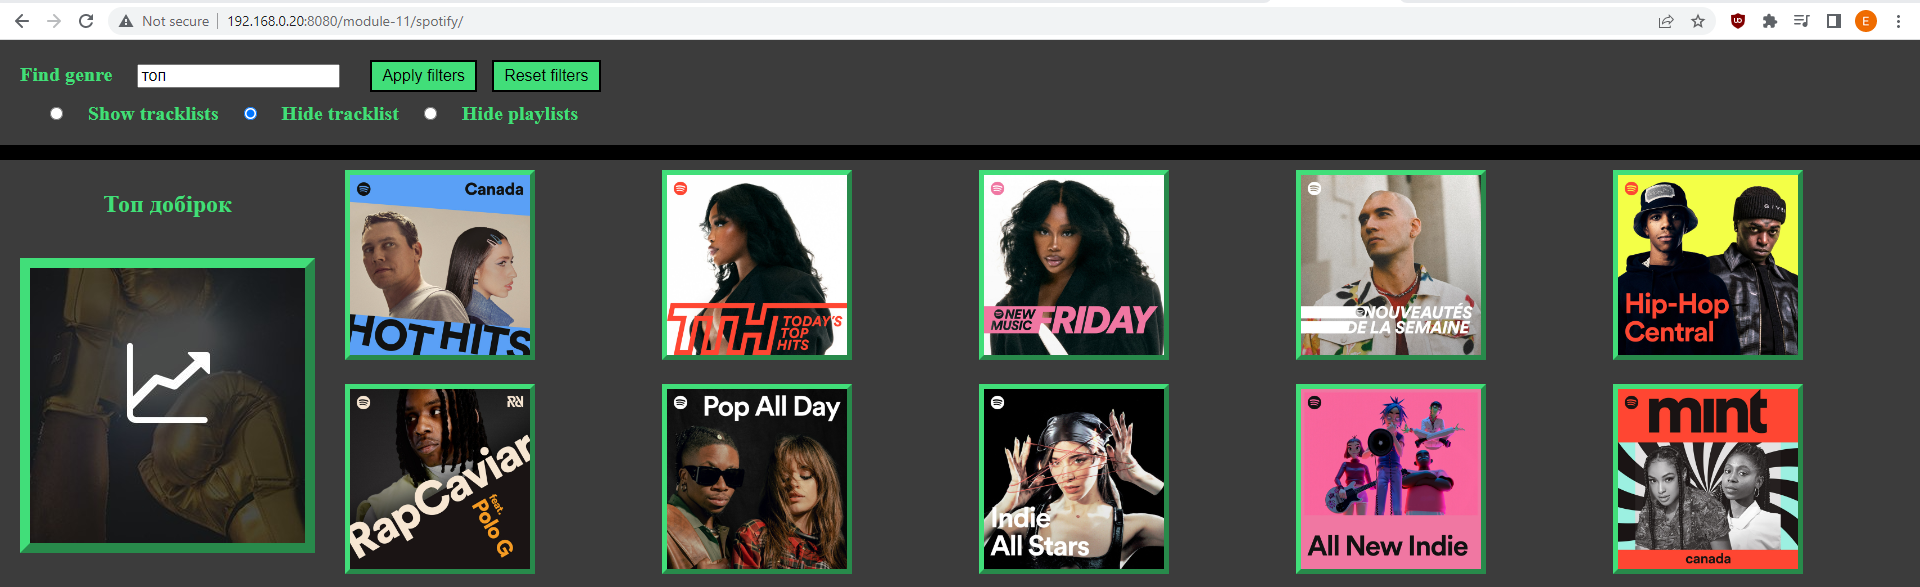 Not secure
192.168.0.20:8080/module-11/spotify/
E
Find genre
топ
Apply filters
Reset filters
Show tracklists
Hide tracklist
Hide playlists
Топ добірок
Canada
HOT HITS
TTH
TODAY'S
TOP
HITS
NEW
MUSIC
FRIDAY
NOUVEAUTÉS
DE LA SEMAINE
Hip-Hop
Central
RapCaviar
feat.
Polo G
Pop All Day
Indie
All Stars
All New Indie
mint
canada